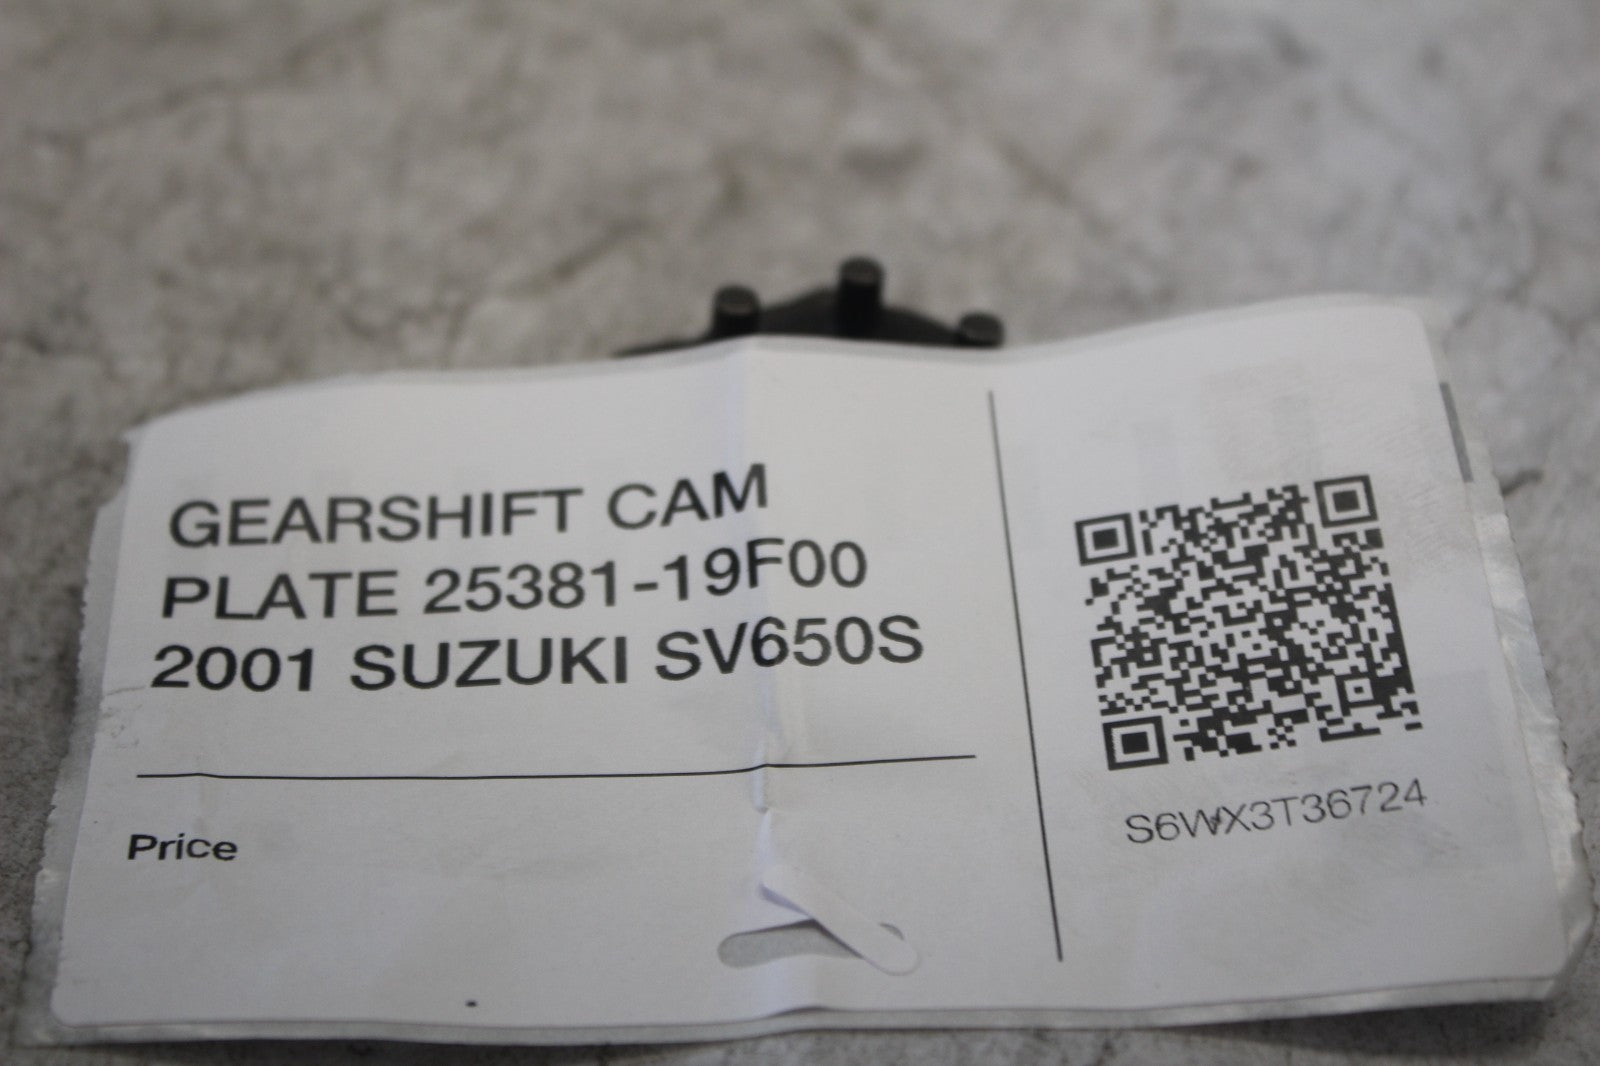 GEARSHIFT CAM
PLATE 25381-19F00
2001 SUZUKI SV650S
Price
S6WX3T36724